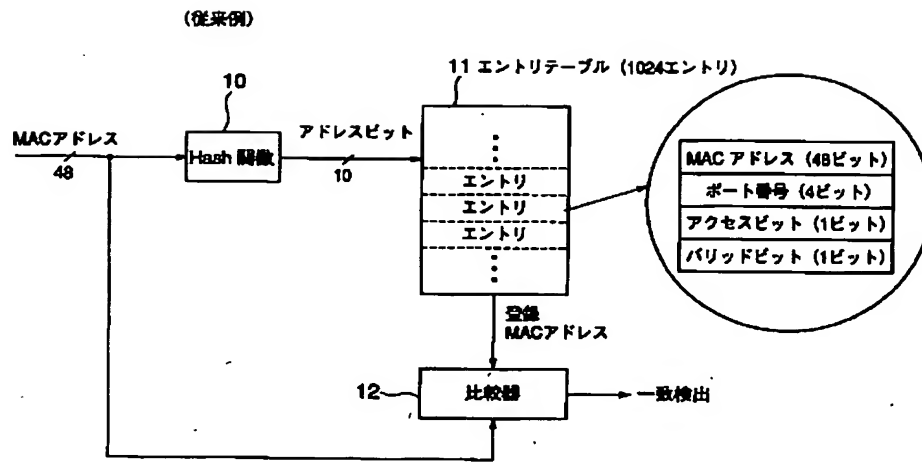 (従来例)
11 エントリテーブル (1024エントリ)
10
MACアドレス
48
Hash 関数
アドレスビット
10
エントリ
エントリ
エントリ
MAC アドレス (48ビット)
ポート番号 (4ビット)
アクセスビット (1ビット)
バリッドビット (1ビット)
登録
MACアドレス
12
比較器
一致検出